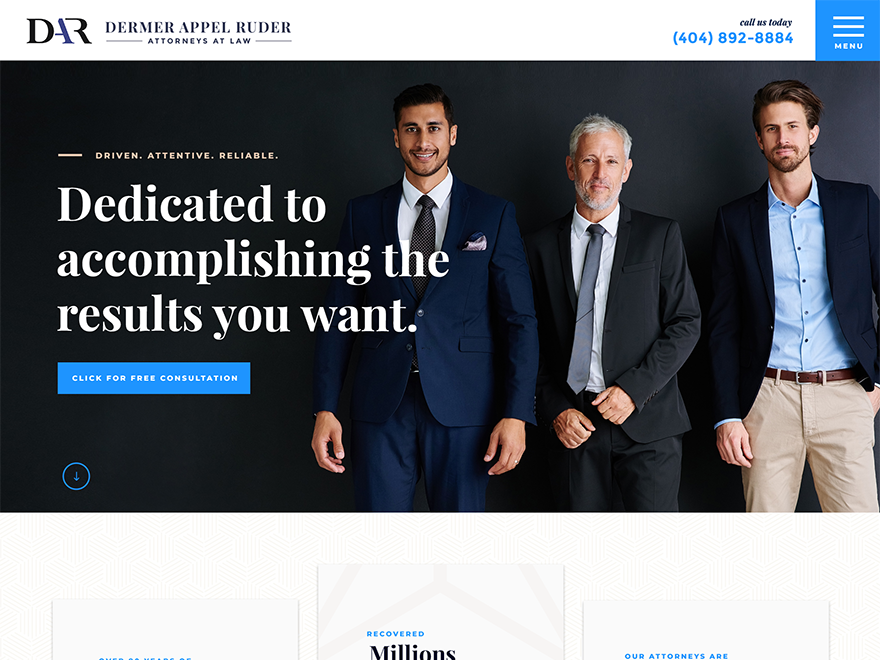 DAR
DERMER APPEL RUDER
ATTORNEYS AT LAW
call us today
(404) 892-8884
MENU
DRIVEN. ATTENTIVE. RELIABLE.
Dedicated to
accomplishing the
results you want.
CLICK FOR FREE CONSULTATION
RECOVERED
Millions
OUR ATTORNEYS ARE